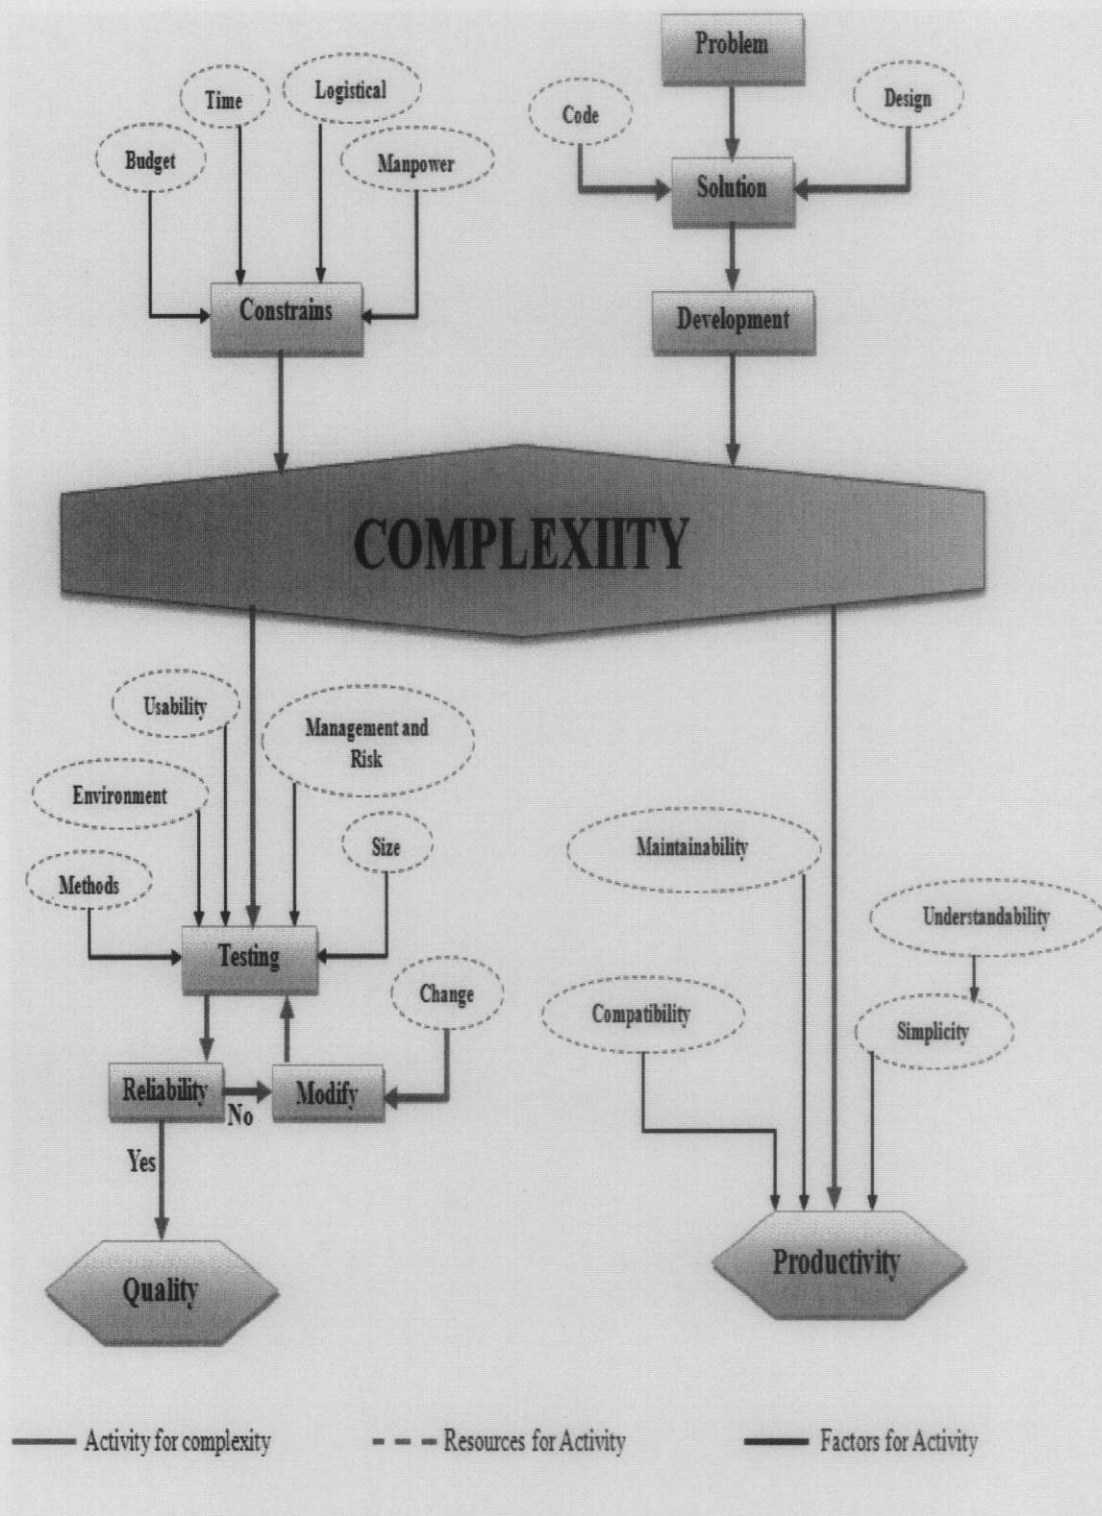 Problem
Logistical
Time
Design
Code
Budget
Manpower
Solution
Constrains
Development
COMPLEXIITY
Usability
Management and
Risk
Environment
Size
Maintainability
Methods
Understandability
Testing
Change
Compatibility
Simplicity
Reliability
Modify
No
Yes
Productivity
Quality
Activity for complexity
Resources for Activity
Factors for Activity